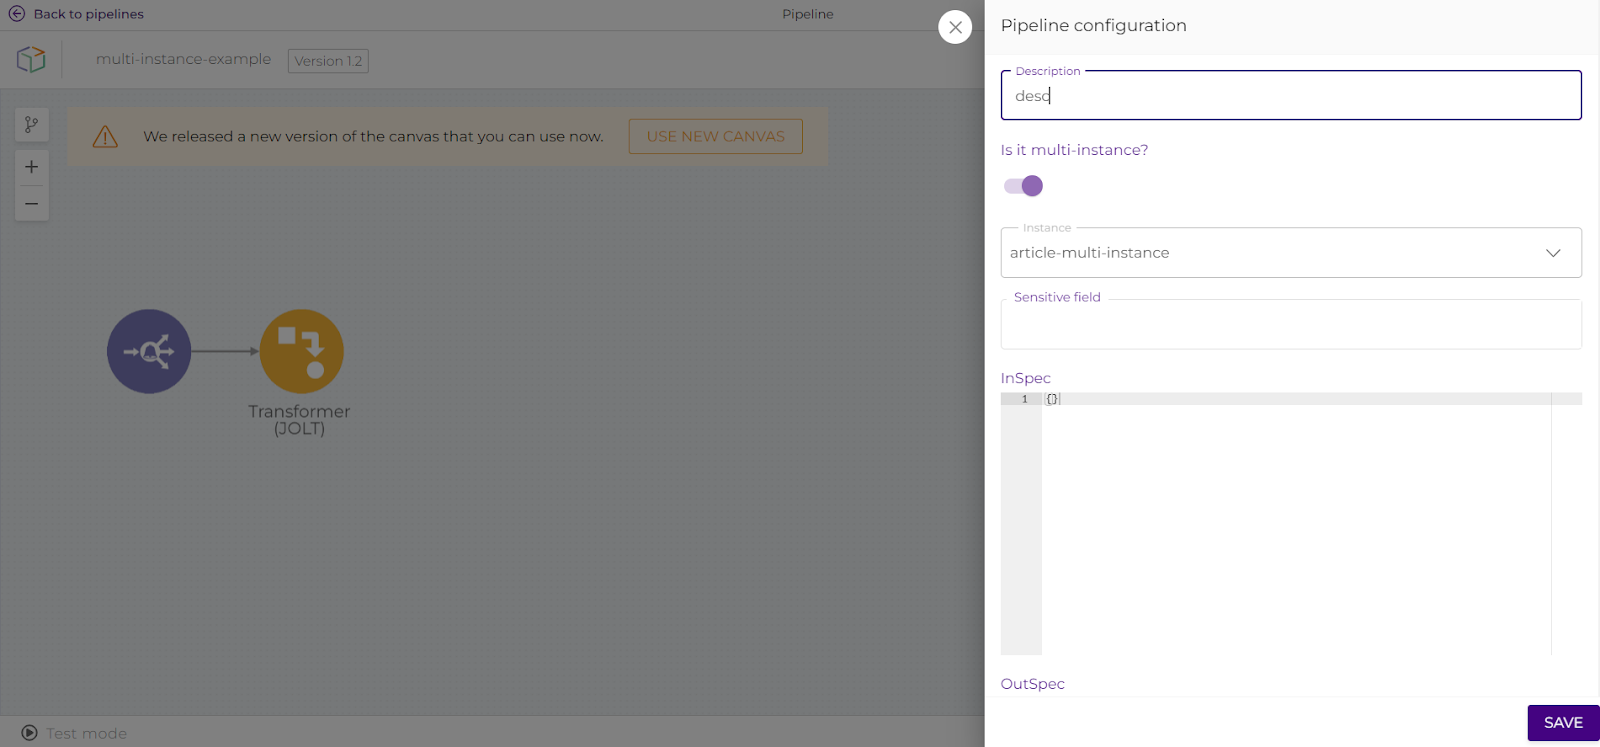 Back to pipelines
Pipeline
multi-instance-example
Version 1.2
We released a new version of the canvas that you can use now.
USE NEW CANVAS
Transformer
(JOLT)
Test mode
Pipeline configuration
Description
desc
Is it multi-instance?
Instance
article-multi-instance
Sensitive field
InSpec
1 {}
OutSpec
SAVE